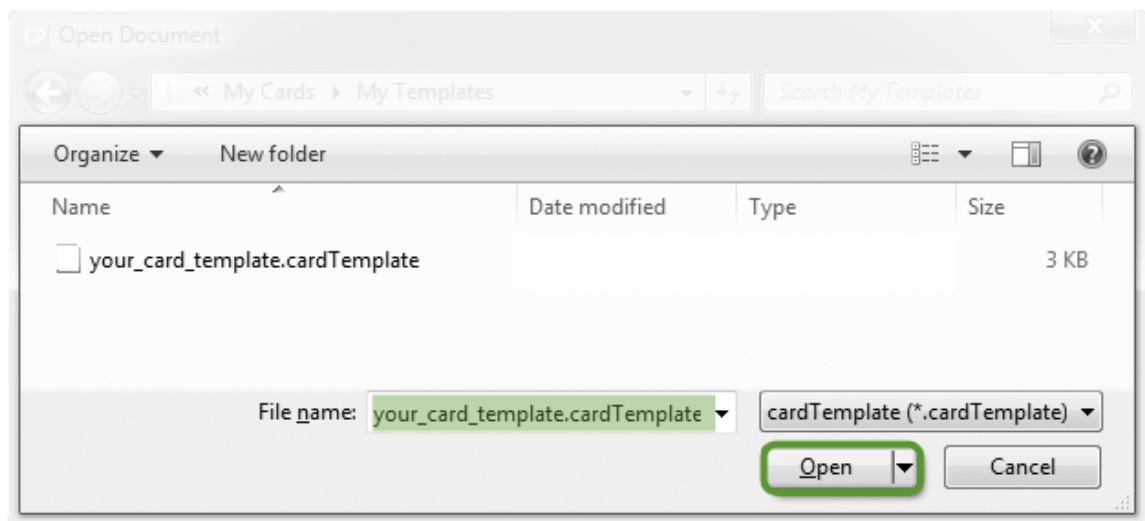 Open Document
« My Cards ▸ My Templates Search My Templates
Organize ▾ New folder
Name Date modified Type Size
your_card_template.cardTemplate 3 KB
File name: your_card_template.cardTemplate cardTemplate (*.cardTemplate)
Open Cancel